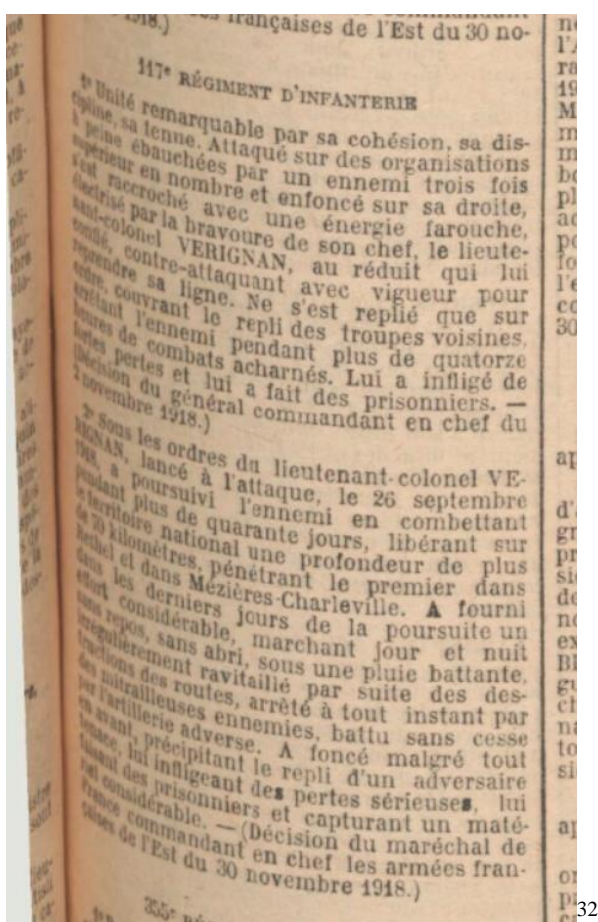 çaises de l'Est du 30 no-
1918.)
117e RÉGIMENT D'INFANTERIE
1° Unité remarquable par sa cohésion, sa dis-
cipline, sa tenue. Attaqué sur des organisations
à peine ébauchées par un ennemi trois fois
supérieur en nombre et enfoncé sur sa droite,
s'est raccroché avec une énergie farouche,
électrisé par la bravoure de son chef, le lieute-
nant-colonel VERIGNAN, au réduit qui lui
confié, contre-attaquant avec vigueur pour
reprendre sa ligne. Ne s'est replié que sur
ordre, couvrant le repli des troupes voisines,
arrêtant l'ennemi pendant plus de quatorze
heures de combats acharnés. Lui a infligé de
fortes pertes et lui a fait des prisonniers. —
(Décision du général commandant en chef du
2 novembre 1918.)
2° Sous les ordres du lieutenant-colonel VE-
RIGNAN, lancé à l'attaque, le 26 septembre
1918, a poursuivi l'ennemi en combattant
pendant plus de quarante jours, libérant sur
le territoire national une profondeur de plus
de 70 kilomètres, pénétrant le premier dans
Rethel et dans Mézières-Charleville. A fourni
dans les derniers jours de la poursuite un
effort considérable, marchant jour et nuit
sans repos, sans abri, sous une pluie battante,
irrégulièrement ravitaillé par suite des des-
tructions des routes, arrêté à tout instant par
des mitrailleuses ennemies, battu sans cesse
par l'artillerie adverse. A foncé malgré tout
en avant, précipitant le repli d'un adversaire
tenace, lui infligeant des pertes sérieuses, lui
faisant des prisonniers et capturant un maté-
riel considérable. — (Décision du maréchal de
France commandant en chef les armées fran-
çaises de l'Est du 30 novembre 1918.)
355e
32